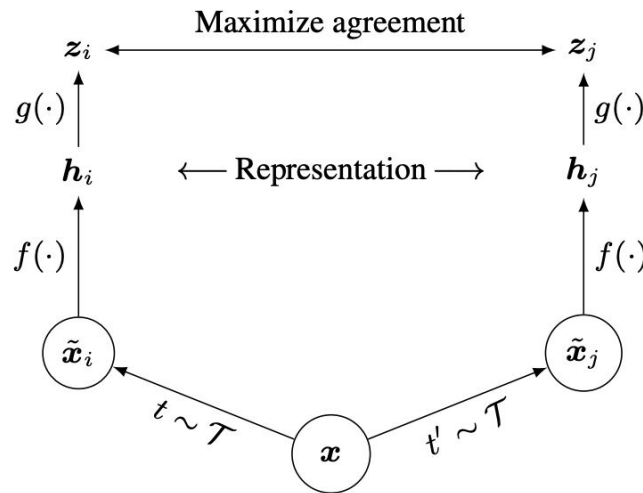 Maximize agreement
z_i z_j
g(·) g(·)
h_i ← Representation → h_j
f(·) f(·)
x̃_i x̃_j
t ∼ 𝒯 t′ ∼ 𝒯
x